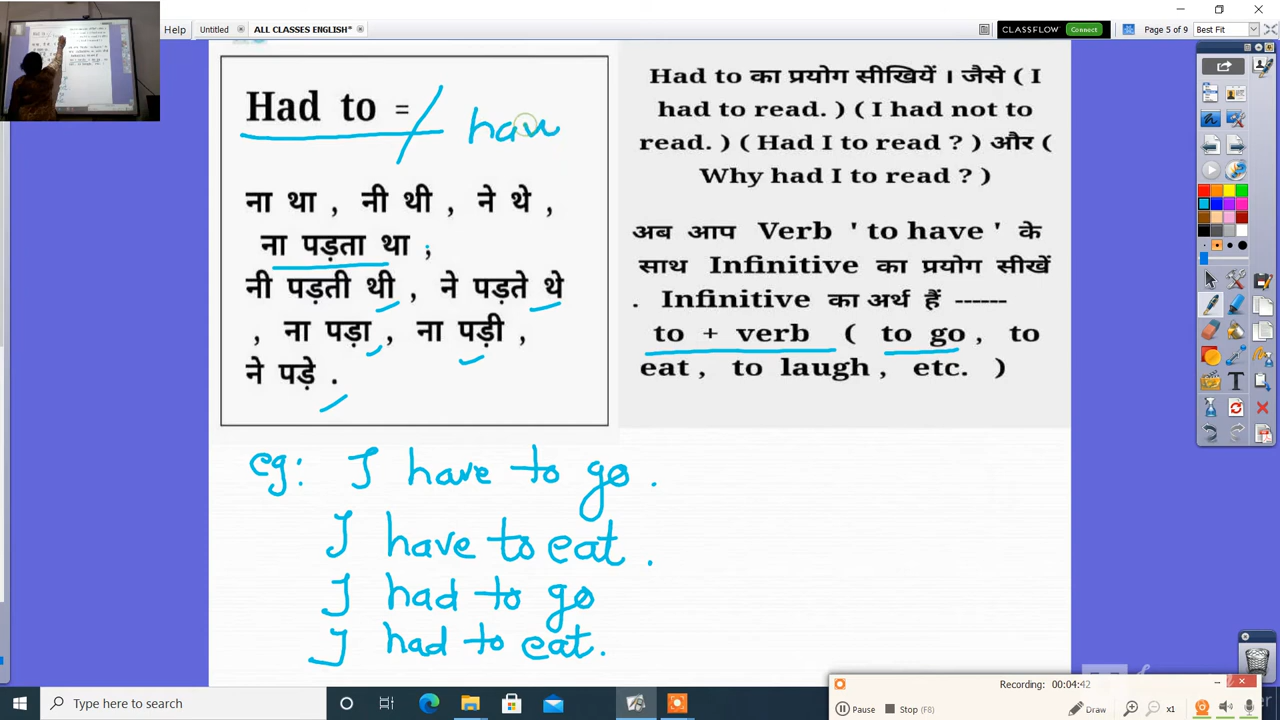 Help
Untitled
ALL CLASSES ENGLISH*
CLASSFLOW
Connect
Page 5 of 9
Best Fit
Had to = / hav
ना था , नी थी , ने थे ,
ना पड़ता था ;
नी पड़ती थी , ने पड़ते थे
, ना पड़ा , ना पड़ी ,
ने पड़े .
Had to का प्रयोग सीखियें । जैसे ( I
had to read. ) ( I had not to
read. ) ( Had I to read ? ) और (
Why had I to read ? )
अब आप Verb ' to have ' के
साथ Infinitive का प्रयोग सीखें
. Infinitive का अर्थ हैं ------
to + verb ( to go , to
eat , to laugh , etc. )
eg: I have to go .
I have to eat .
I had to go
I had to eat.
Recording: 00:04:42
Pause
Stop (F8)
Draw
x1
Type here to search